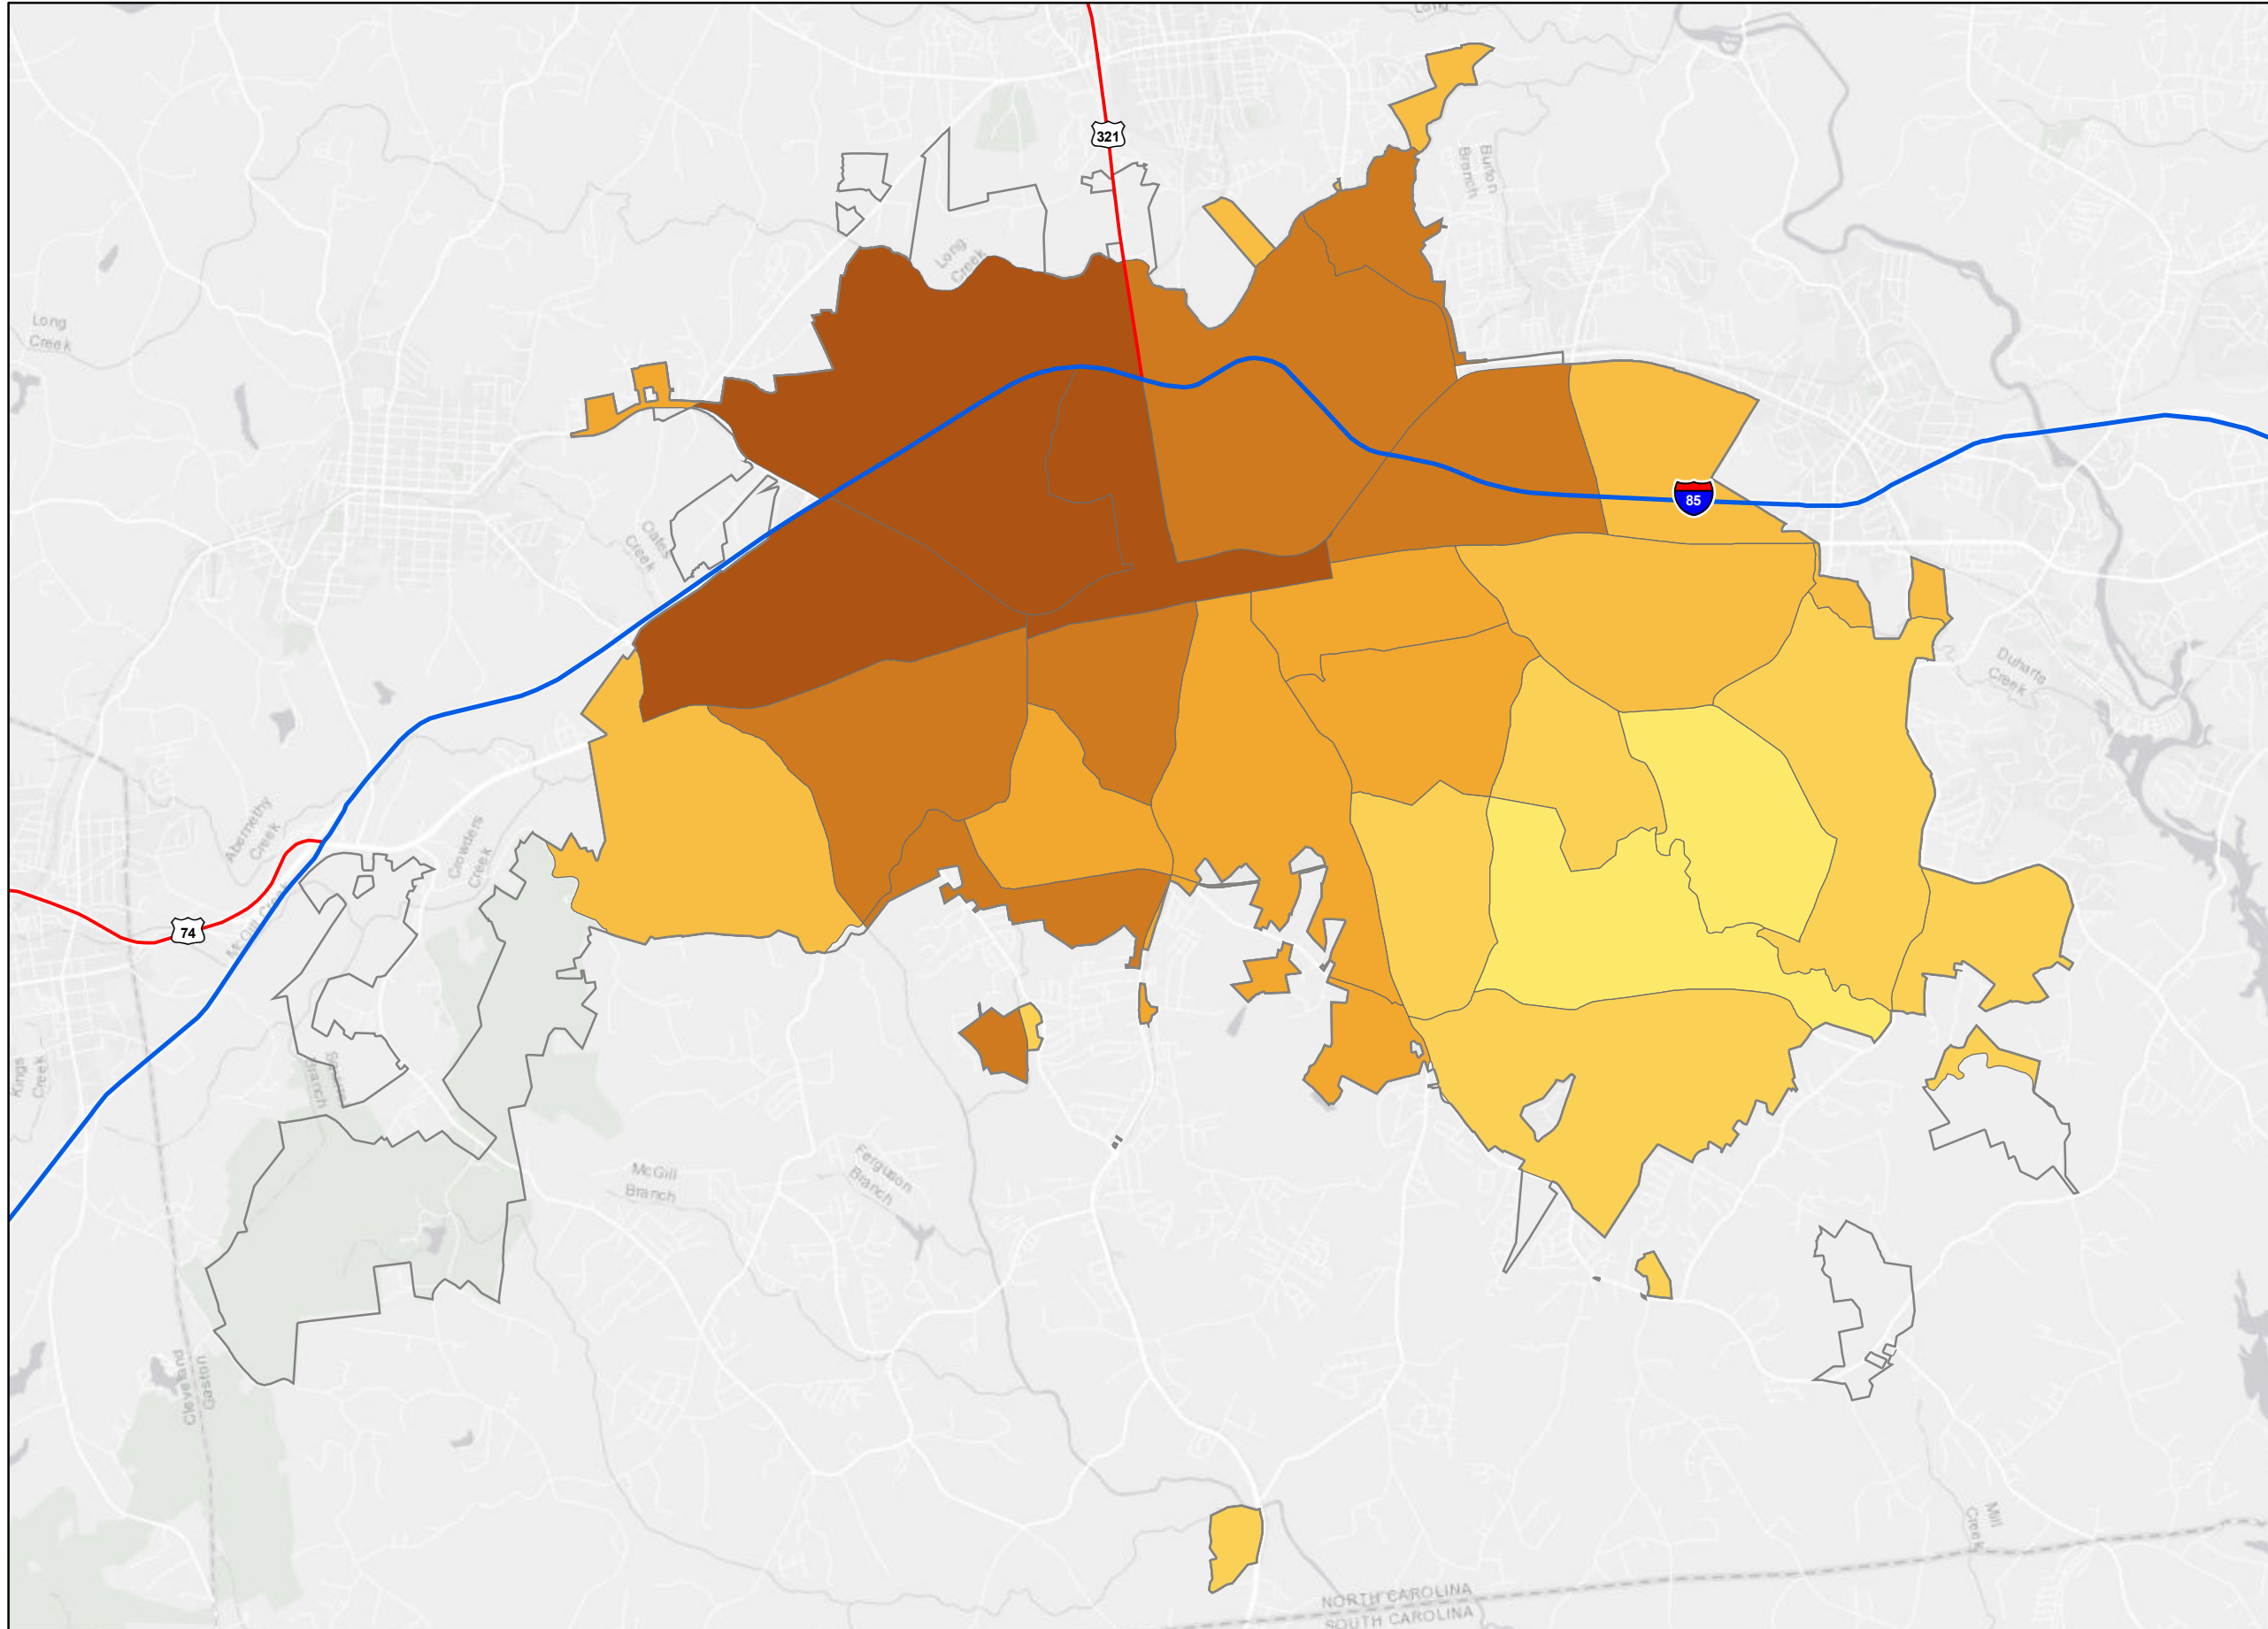 Long
321
Burton
Branch
Long
Creek
Long
Creek
85
Oates
Creek
Duharts
Creek
Abernethy
Creek
Crowders
Creek
74
Kings
Creek
Branch
McGill
Branch
Ferguson
Branch
Cleveland
Gaston
Mill
Creek
NORTH CAROLINA
SOUTH CAROLINA